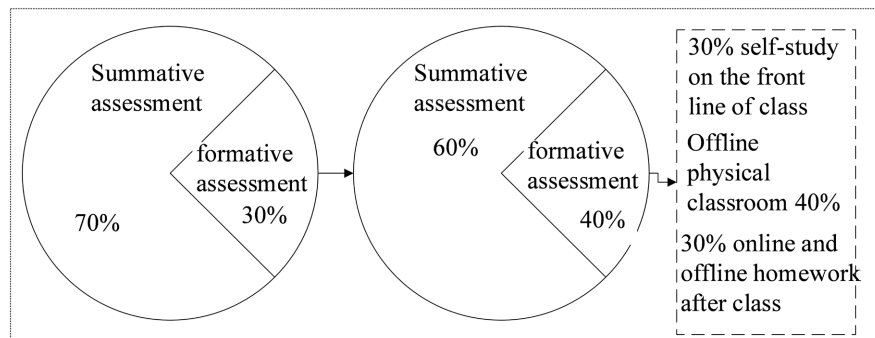 Summative
assessment
formative
assessment
30%
70%
Summative
assessment
60%
formative
assessment
40%
30% self-study
on the front
line of class
Offline
physical
classroom 40%
30% online and
offline homework
after class